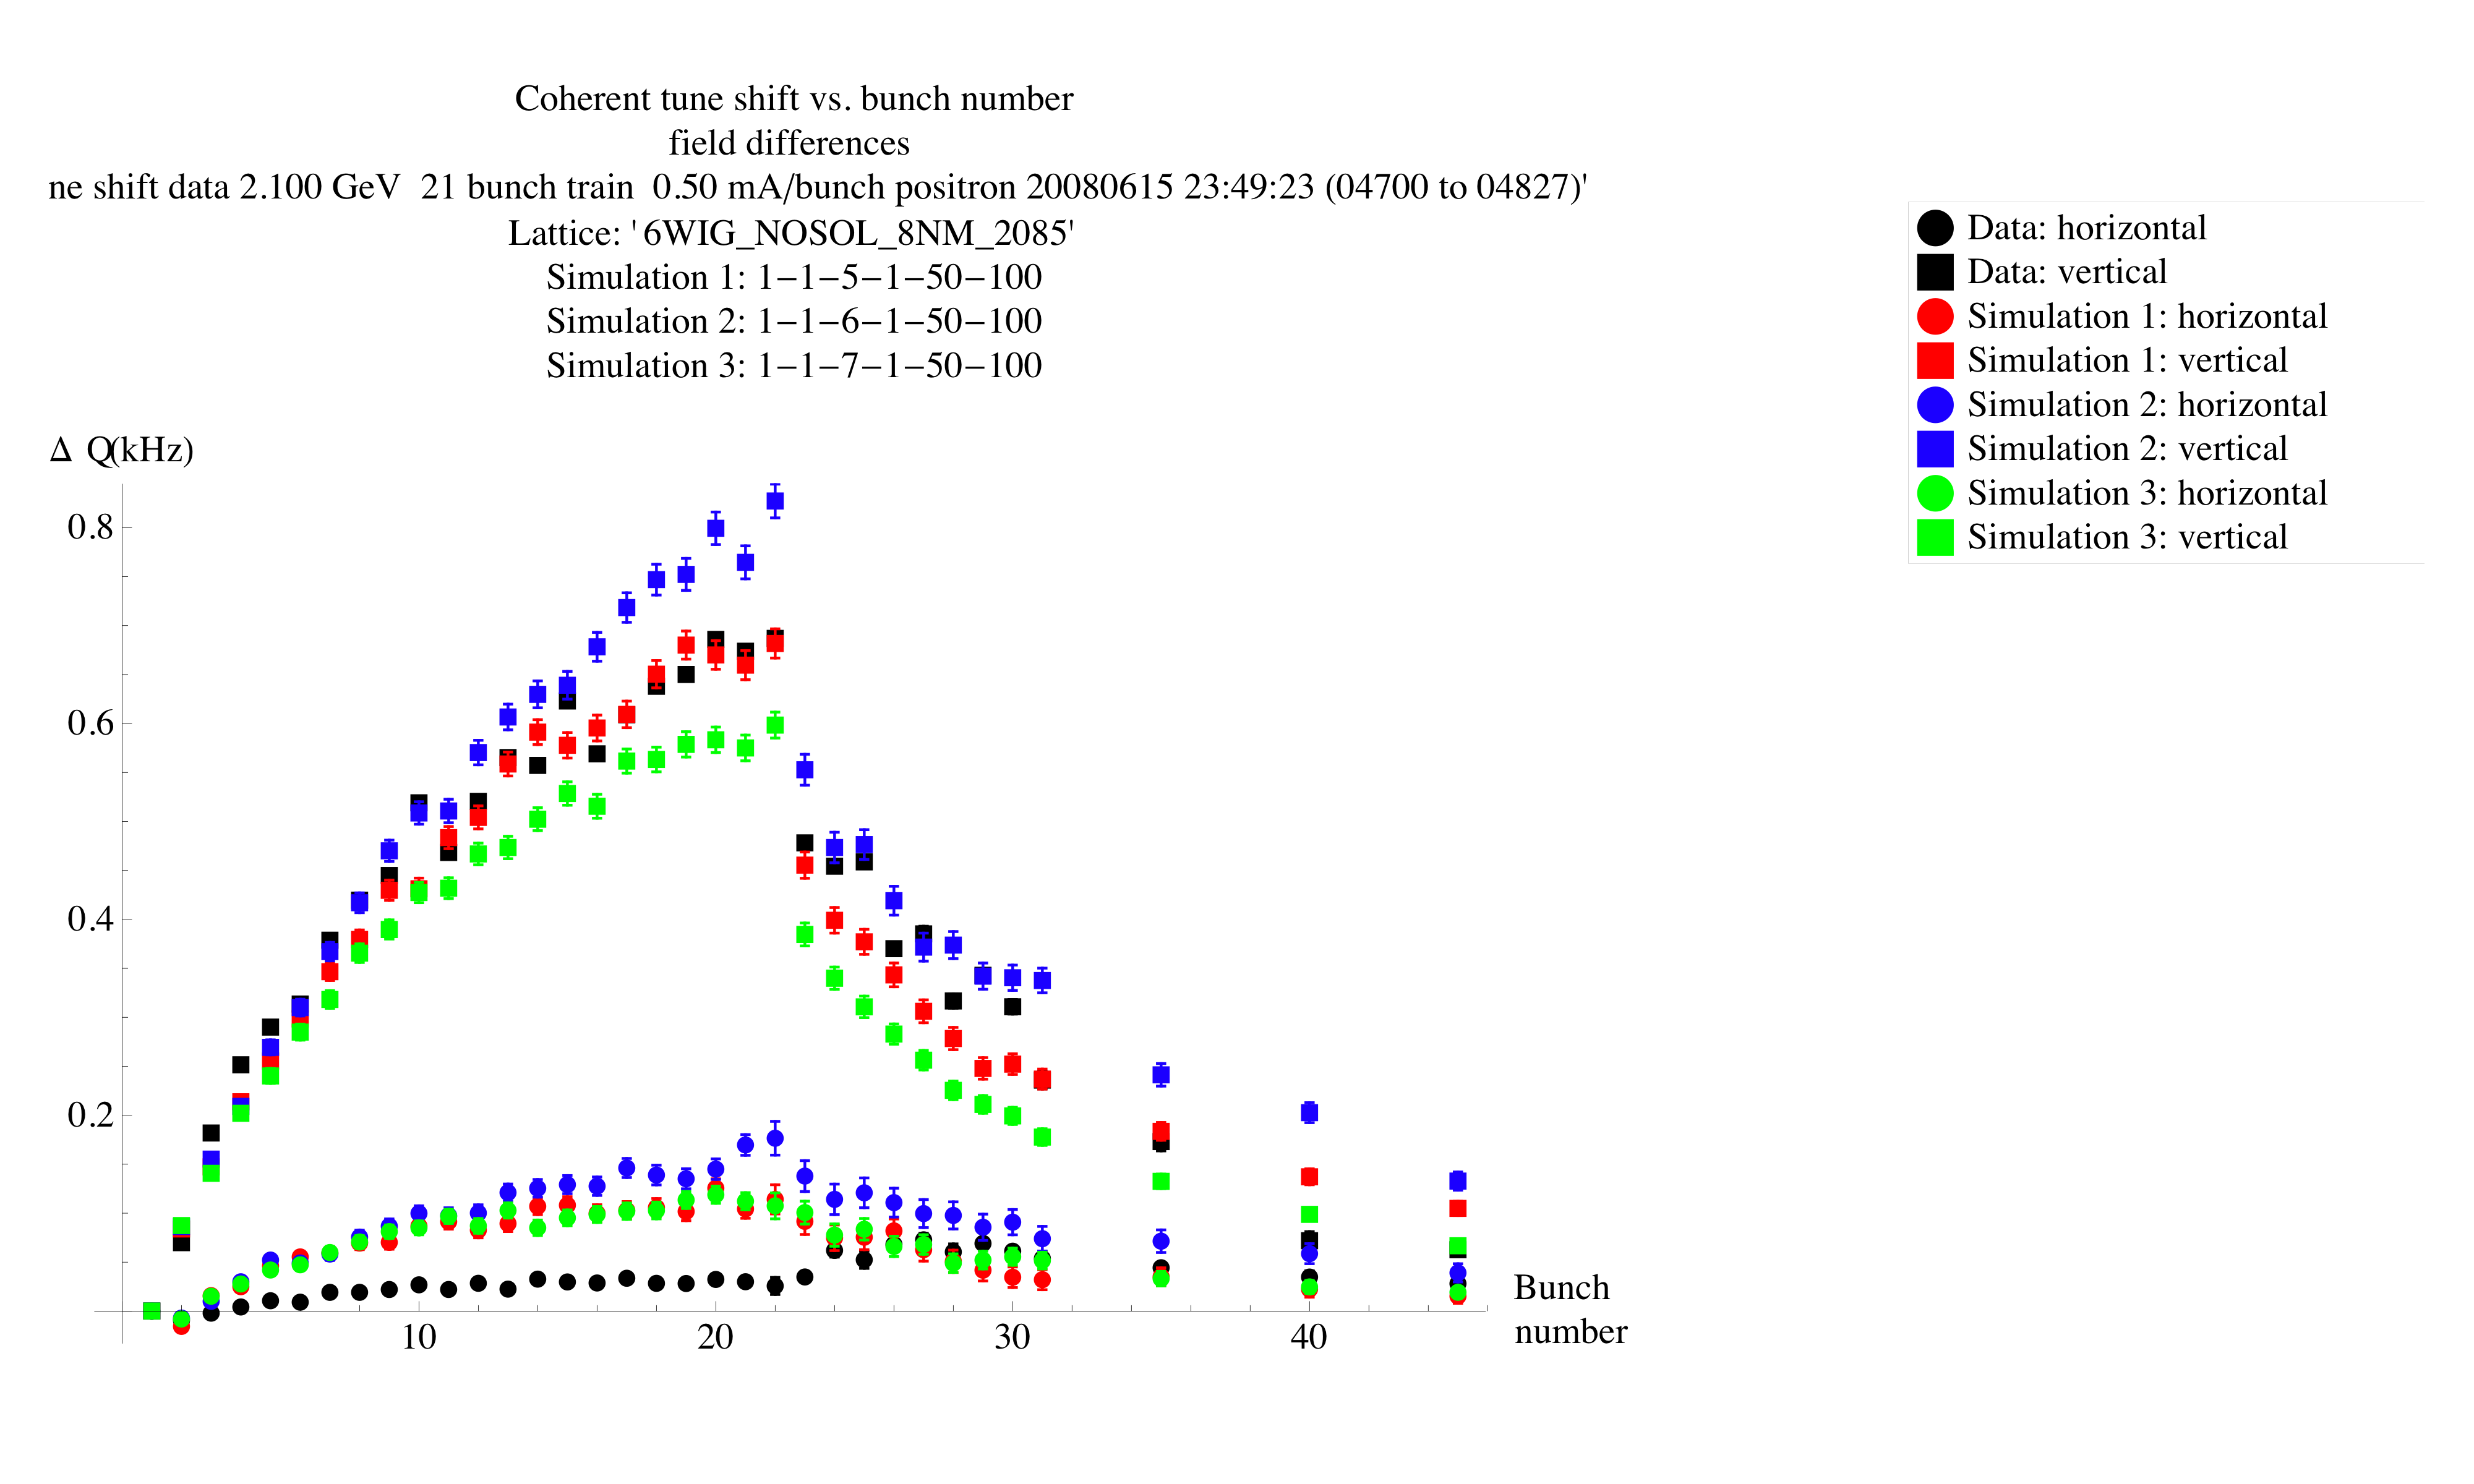 Coherent tune shift vs. bunch number
field differences
ne shift data 2.100 GeV  21 bunch train  0.50 mA/bunch positron 20080615 23:49:23 (04700 to 04827)'
Lattice: '6WIG_NOSOL_8NM_2085'
Simulation 1: 1−1−5−1−50−100
Simulation 2: 1−1−6−1−50−100
Simulation 3: 1−1−7−1−50−100
Data: horizontal
Data: vertical
Simulation 1: horizontal
Simulation 1: vertical
Simulation 2: horizontal
Simulation 2: vertical
Simulation 3: horizontal
Simulation 3: vertical
Δ Q(kHz)
0.8
0.6
0.4
0.2
10 20 30 40
Bunch
number